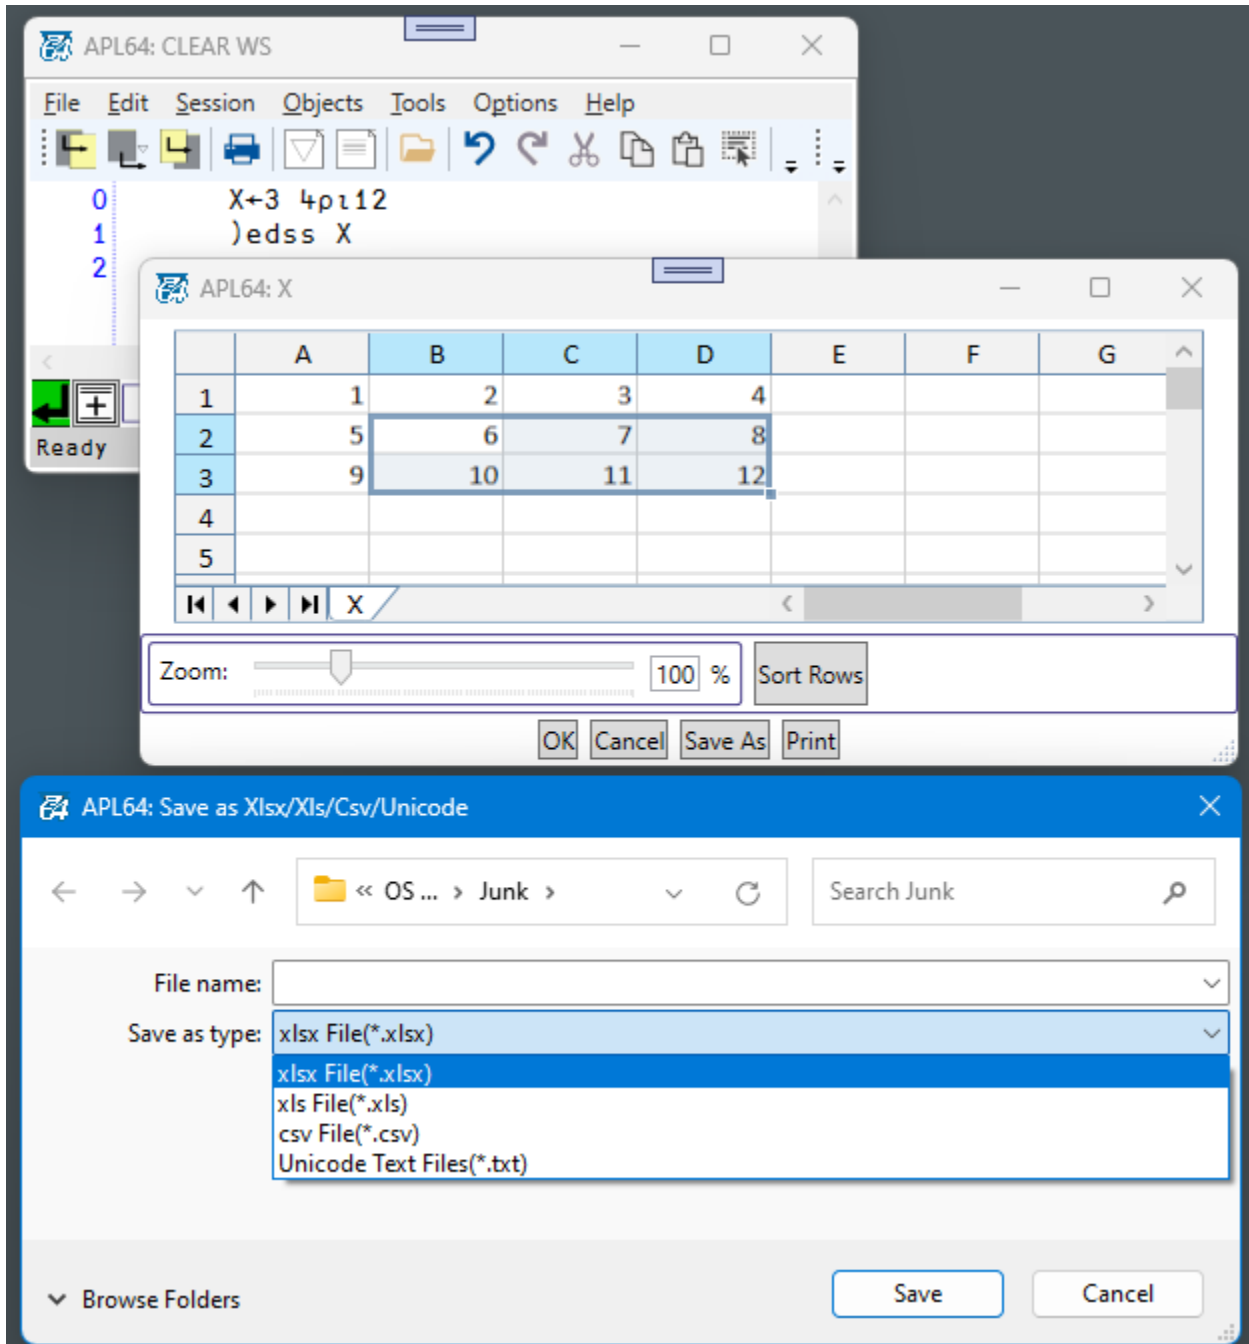 APL64: CLEAR WS
File Edit Session Objects Tools Options Help
0 X←3 4⍴⍳12
1 )edss X
2
Ready
APL64: X
A B C D E F G
1 1 2 3 4
2 5 6 7 8
3 9 10 11 12
4
5
X
Zoom: 100 % Sort Rows
OK Cancel Save As Print
APL64: Save as Xlsx/Xls/Csv/Unicode
« OS ... › Junk › Search Junk
File name:
Save as type: xlsx File(*.xlsx)
xlsx File(*.xlsx)
xls File(*.xls)
csv File(*.csv)
Unicode Text Files(*.txt)
Browse Folders Save Cancel